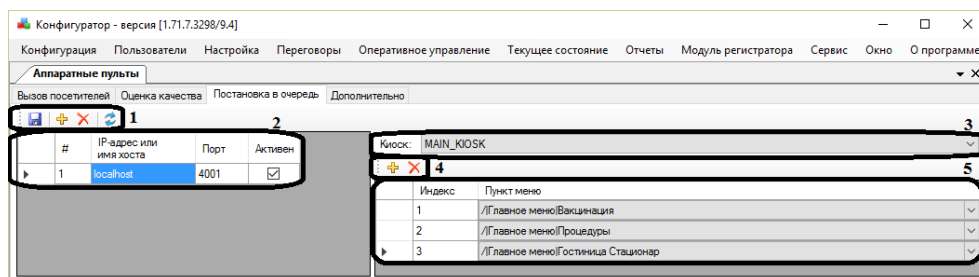 Конфигуратор - версия [1.71.7.3298/9.4]
Конфигурация Пользователи Настройка Переговоры Оперативное управление Текущее состояние Отчеты Модуль регистратора Сервис Окно О программе
Аппаратные пульты
Вызов посетителей Оценка качества Постановка в очередь Дополнительно
1
2
# IP-адрес или имя хоста Порт Активен
1 localhost 4001
3
Киоск: MAIN_KIOSK
4
5
Индекс Пункт меню
1 /|Главное меню|Вакцинация
2 /|Главное меню|Процедуры
3 /|Главное меню|Гостиница Стационар